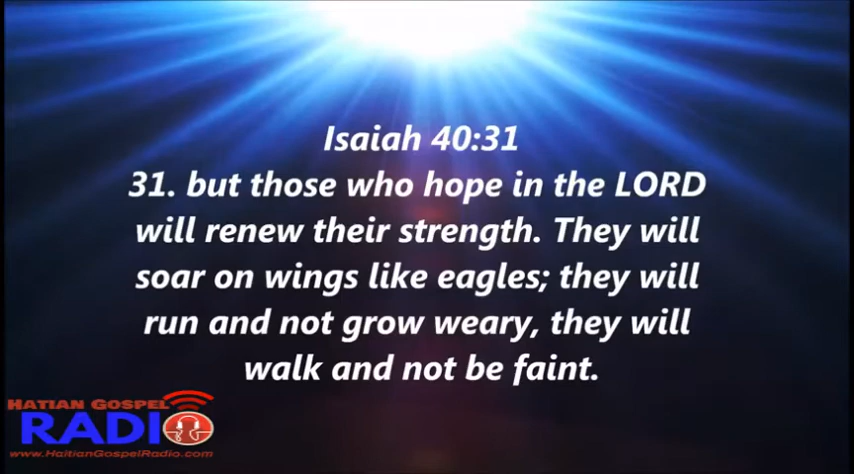 Isaiah 40:31
31. but those who hope in the LORD
will renew their strength. They will
soar on wings like eagles; they will
run and not grow weary, they will
walk and not be faint.
HATIAN GOSPEL
RADIO
www.HaitianGospelRadio.com